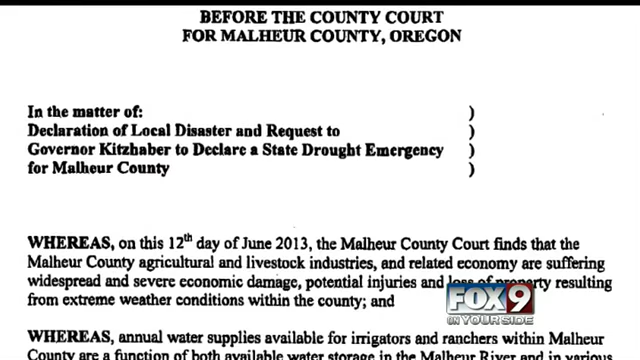 BEFORE THE COUNTY COURT
FOR MALHEUR COUNTY, OREGON
In the matter of: )
Declaration of Local Disaster and Request to )
Governor Kitzhaber to Declare a State Drought Emergency )
for Malheur County )
WHEREAS, on this 12th day of June 2013, the Malheur County Court finds that the
Malheur County agricultural and livestock industries, and related economy are suffering
widespread and severe economic damage, potential injuries and loss of property resulting
from extreme weather conditions within the county; and
FOX 9
ON YOUR SIDE
WHEREAS, annual water supplies available for irrigators and ranchers within Malheur
County are a function of both available water storage in the Malheur River and in various